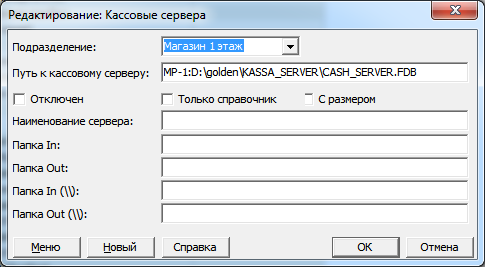 Редактирование: Кассовые сервера
Подразделение: Магазин 1 этаж
Путь к кассовому серверу: MP-1:D:\golden\KASSA_SERVER\CASH_SERVER.FDB
Отключен Только справочник С размером
Наименование сервера:
Папка In:
Папка Out:
Папка In (\\):
Папка Out (\\):
Меню Новый Справка OK Отмена